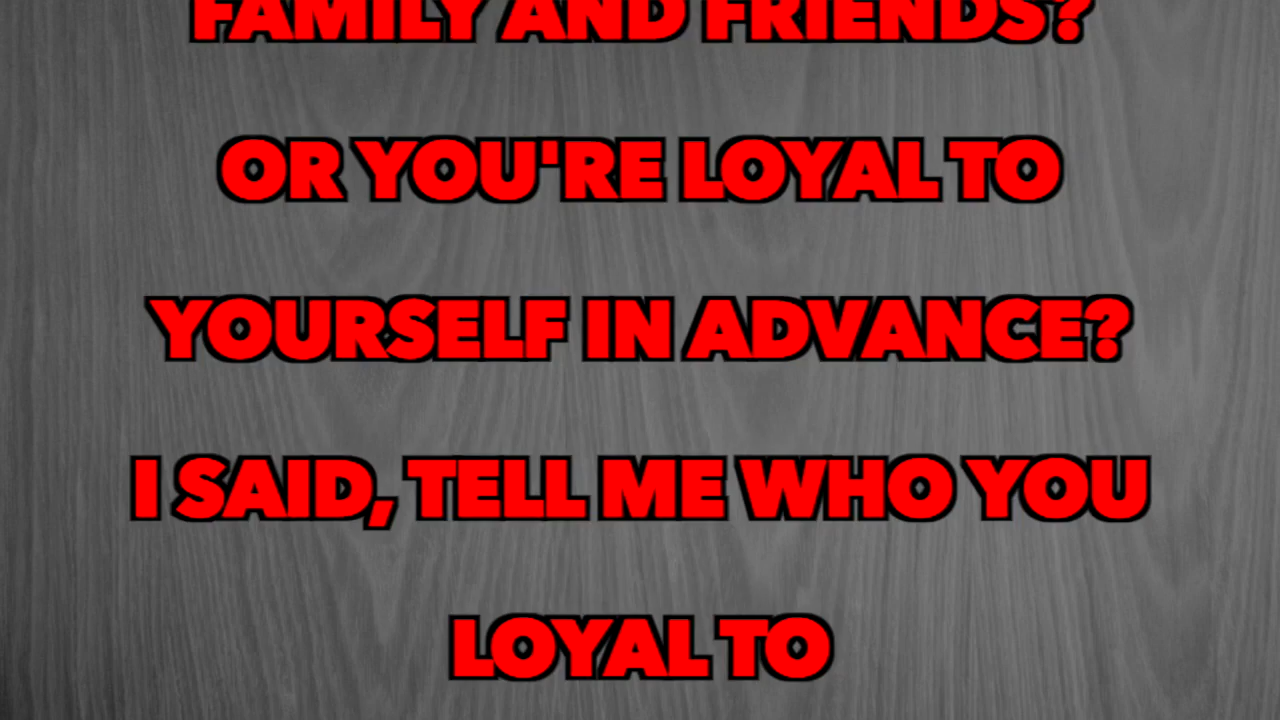 FAMILY AND FRIENDS?
OR YOU'RE LOYAL TO
YOURSELF IN ADVANCE?
I SAID, TELL ME WHO YOU
LOYAL TO